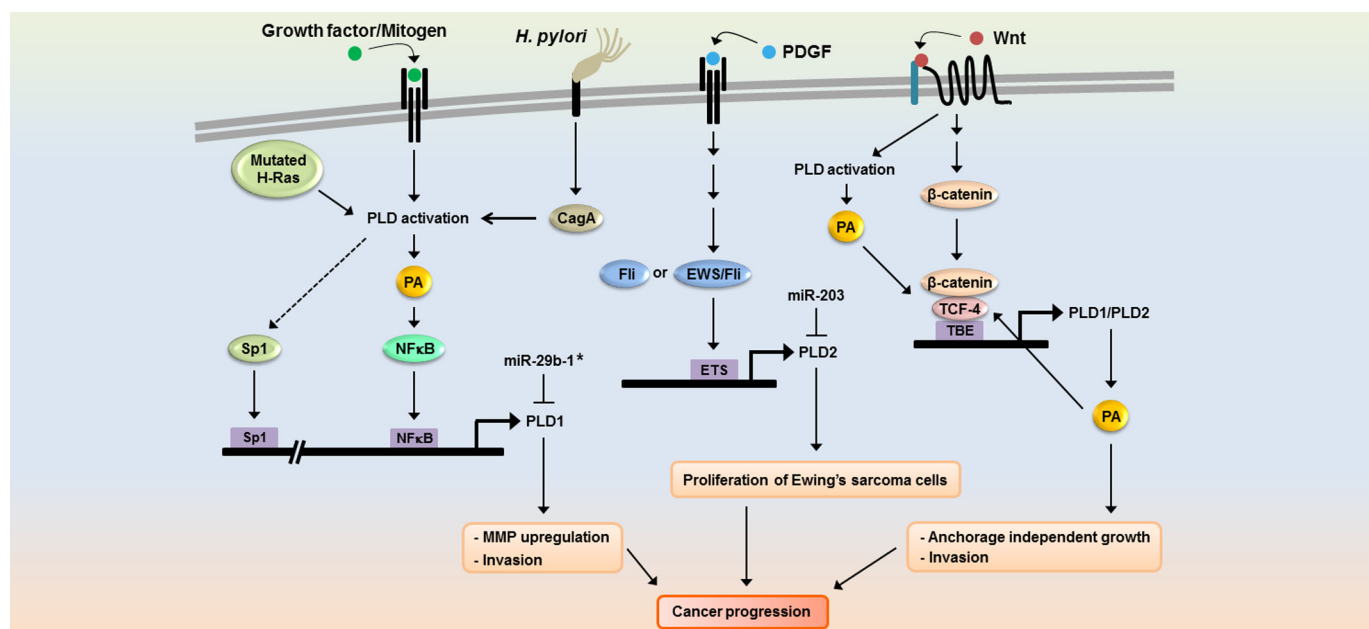 Growth factor/Mitogen
H. pylori
PDGF
Wnt
Mutated
H-Ras
PLD activation
CagA
PA
Sp1
NFκB
Sp1
NFκB
miR-29b-1*
PLD1
- MMP upregulation
- Invasion
Fli or EWS/Fli
ETS
miR-203
PLD2
Proliferation of Ewing's sarcoma cells
PLD activation
PA
β-catenin
β-catenin
TCF-4
TBE
PLD1/PLD2
PA
- Anchorage independent growth
- Invasion
Cancer progression